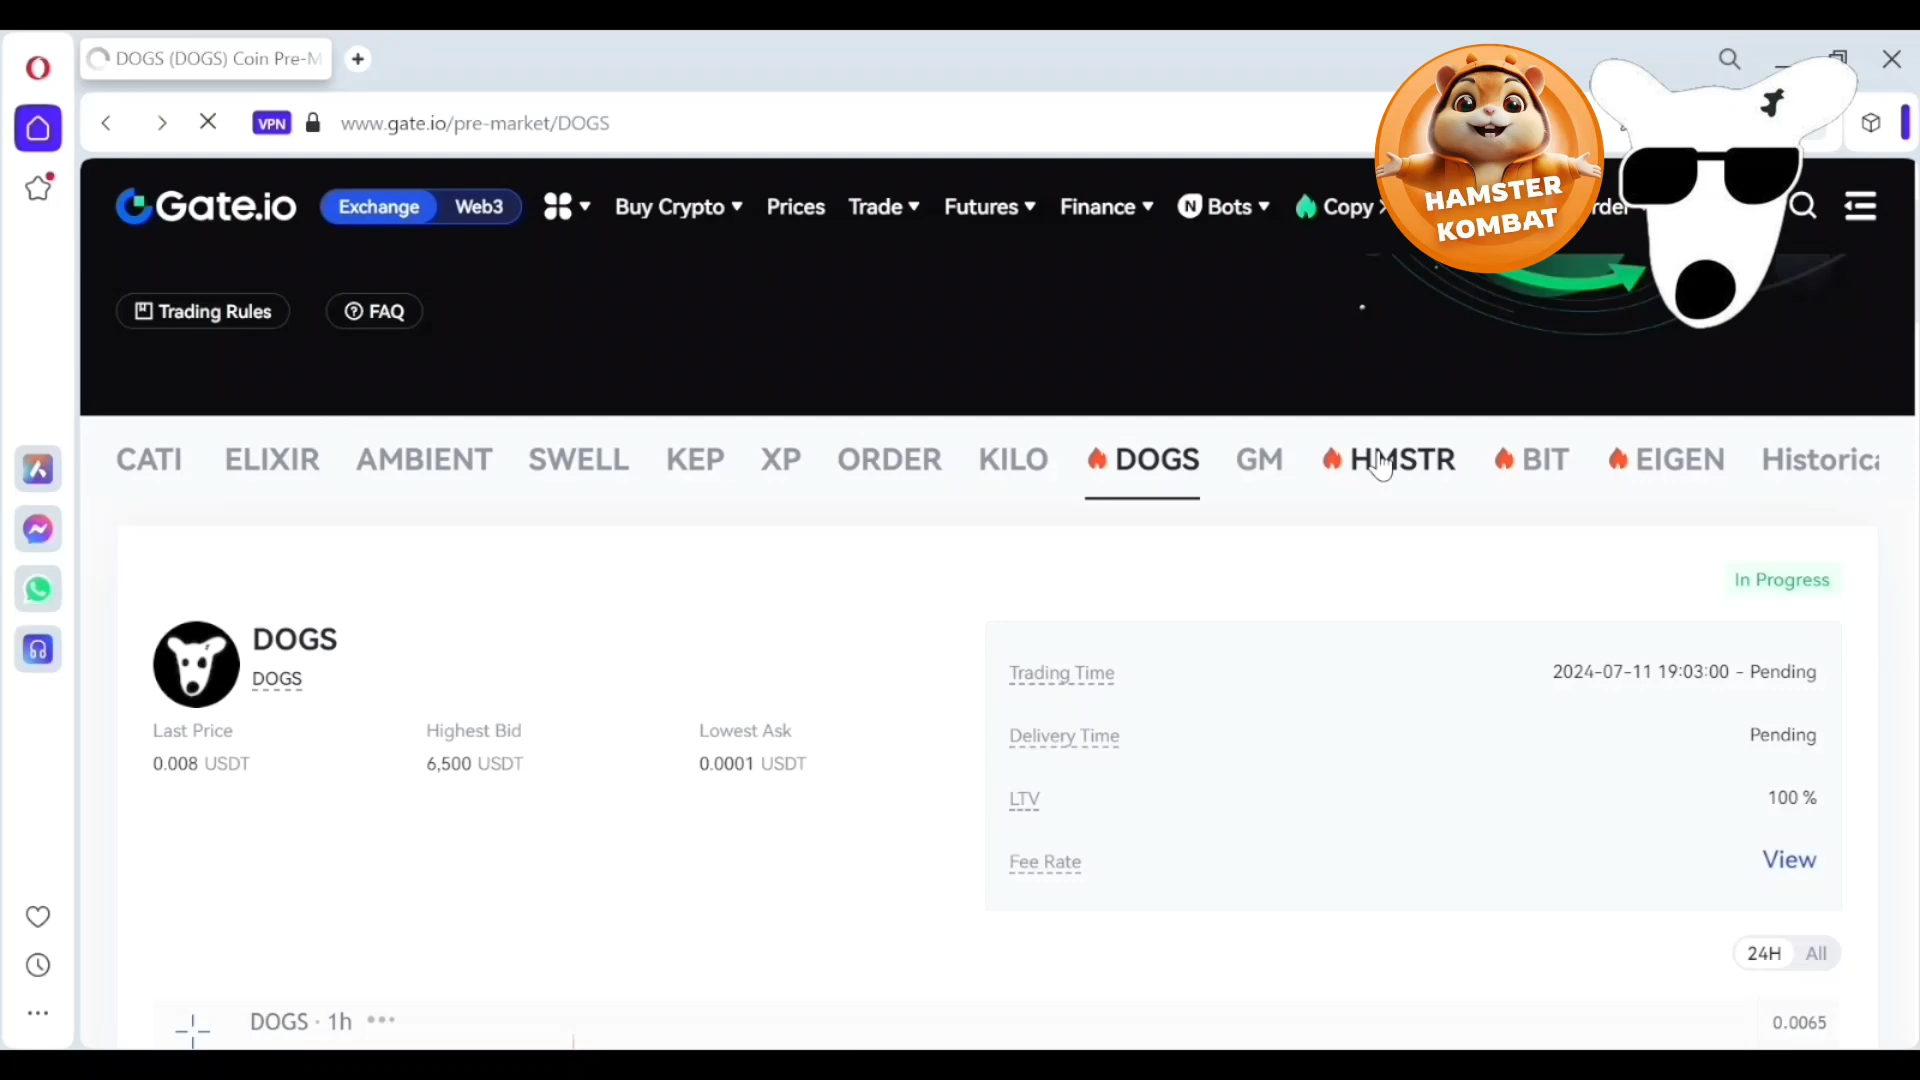 DOGS (DOGS) Coin Pre-M
VPN www.gate.io/pre-market/DOGS
HAMSTER
KOMBAT
Gate.io Exchange Web3 Buy Crypto Prices Trade Futures Finance N Bots Copy
Trading Rules FAQ
CATI ELIXIR AMBIENT SWELL KEP XP ORDER KILO DOGS GM HMSTR BIT EIGEN Historica
In Progress
DOGS
DOGS
Trading Time 2024-07-11 19:03:00 - Pending
Last Price Highest Bid Lowest Ask
0.008 USDT 6,500 USDT 0.0001 USDT
Delivery Time Pending
LTV 100 %
Fee Rate View
24H All
DOGS · 1h
0.0065